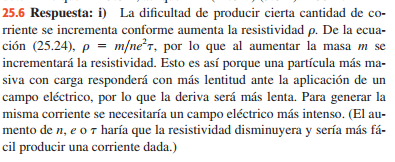 25.6 Respuesta: i) La dificultad de producir cierta cantidad de co-
rriente se incrementa conforme aumenta la resistividad ρ. De la ecua-
ción (25.24), ρ = m/ne²τ, por lo que al aumentar la masa m se
incrementará la resistividad. Esto es así porque una partícula más ma-
siva con carga responderá con más lentitud ante la aplicación de un
campo eléctrico, por lo que la deriva será más lenta. Para generar la
misma corriente se necesitaría un campo eléctrico más intenso. (El au-
mento de n, e o τ haría que la resistividad disminuyera y sería más fá-
cil producir una corriente dada.)